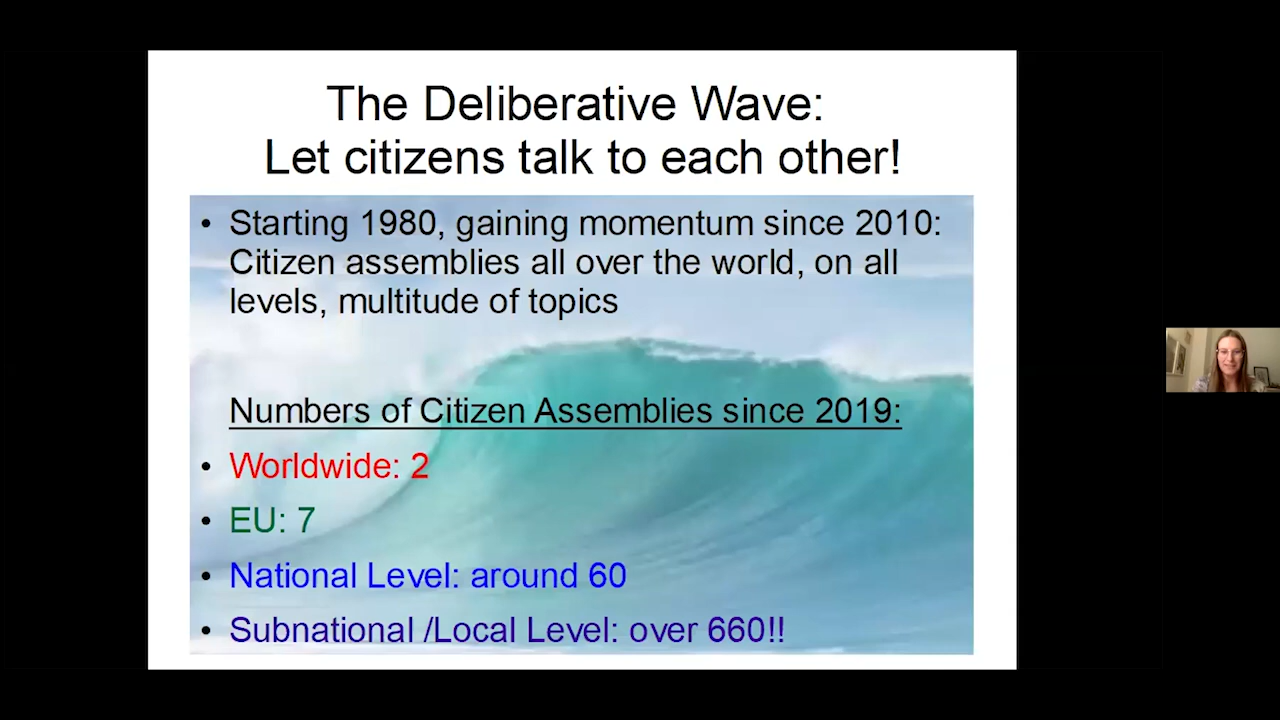 The Deliberative Wave:
Let citizens talk to each other!
• Starting 1980, gaining momentum since 2010:
Citizen assemblies all over the world, on all
levels, multitude of topics
Numbers of Citizen Assemblies since 2019:
• Worldwide: 2
• EU: 7
• National Level: around 60
• Subnational /Local Level: over 660!!